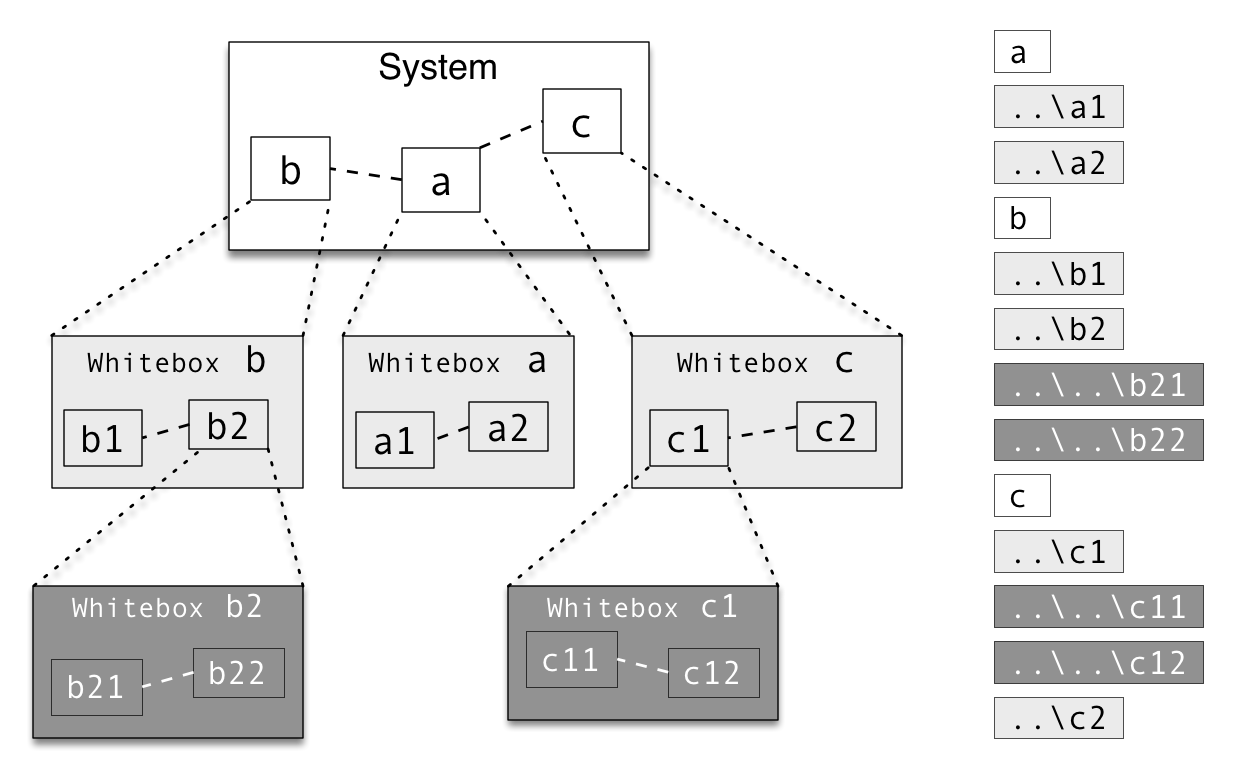 System
b
a
c
Whitebox b
b1
b2
Whitebox a
a1
a2
Whitebox c
c1
c2
Whitebox b2
b21
b22
Whitebox c1
c11
c12
a
..\a1
..\a2
b
..\b1
..\b2
..\..\b21
..\..\b22
c
..\c1
..\..\c11
..\..\c12
..\c2